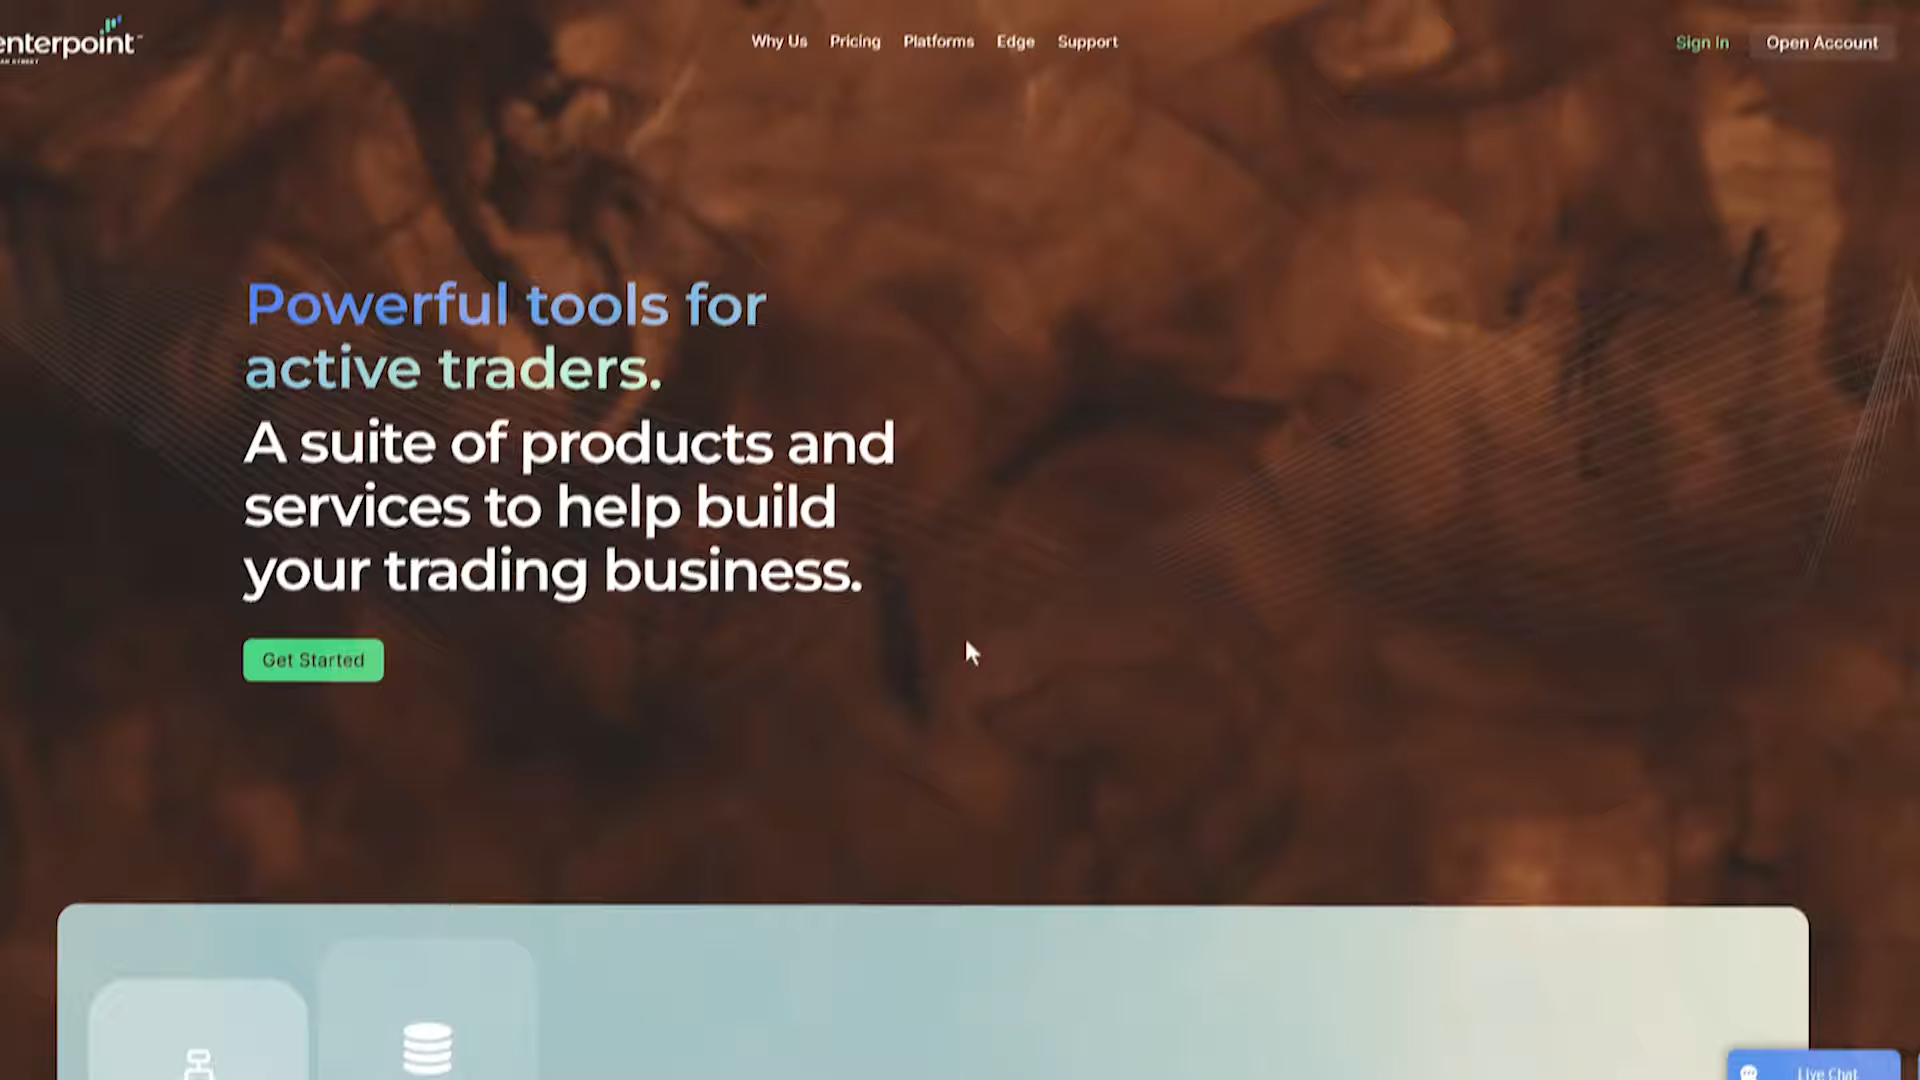 enterpoint
Why Us Pricing Platforms Edge Support
Sign In Open Account
Powerful tools for
active traders.
A suite of products and
services to help build
your trading business.
Get Started
Live Chat